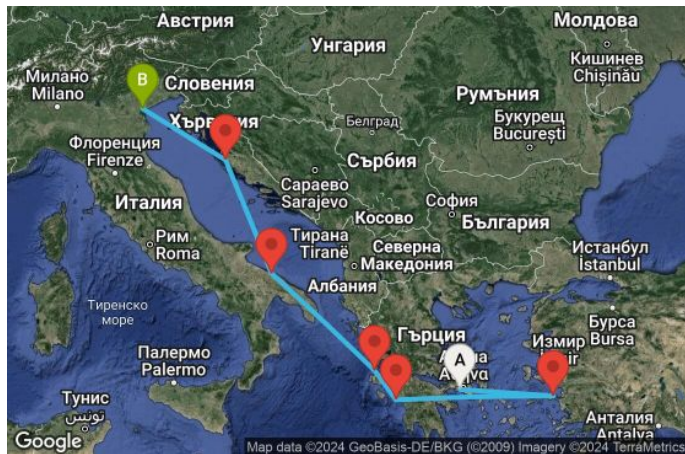 Австрия
Молдова
Унгария
Кишинев
Chișinău
Милано
Milano
B
Словения
Румъния
Белград
Букурещ
București
Флоренция
Firenze
Сърбия
Сараево
Sarajevo
Италия
София
Косово
България
Рим
Roma
Тирана
Tiranë
Северна
Македония
Истанбул
İstanbul
Албания
Тиренско
море
Гърция
Бурса
Bursa
Измир
A
Палермо
Palermo
Тунис
تونس
Анталия
Antalya
Google
Map data ©2024 GeoBasis-DE/BKG (©2009) Imagery ©2024 TerraMetrics